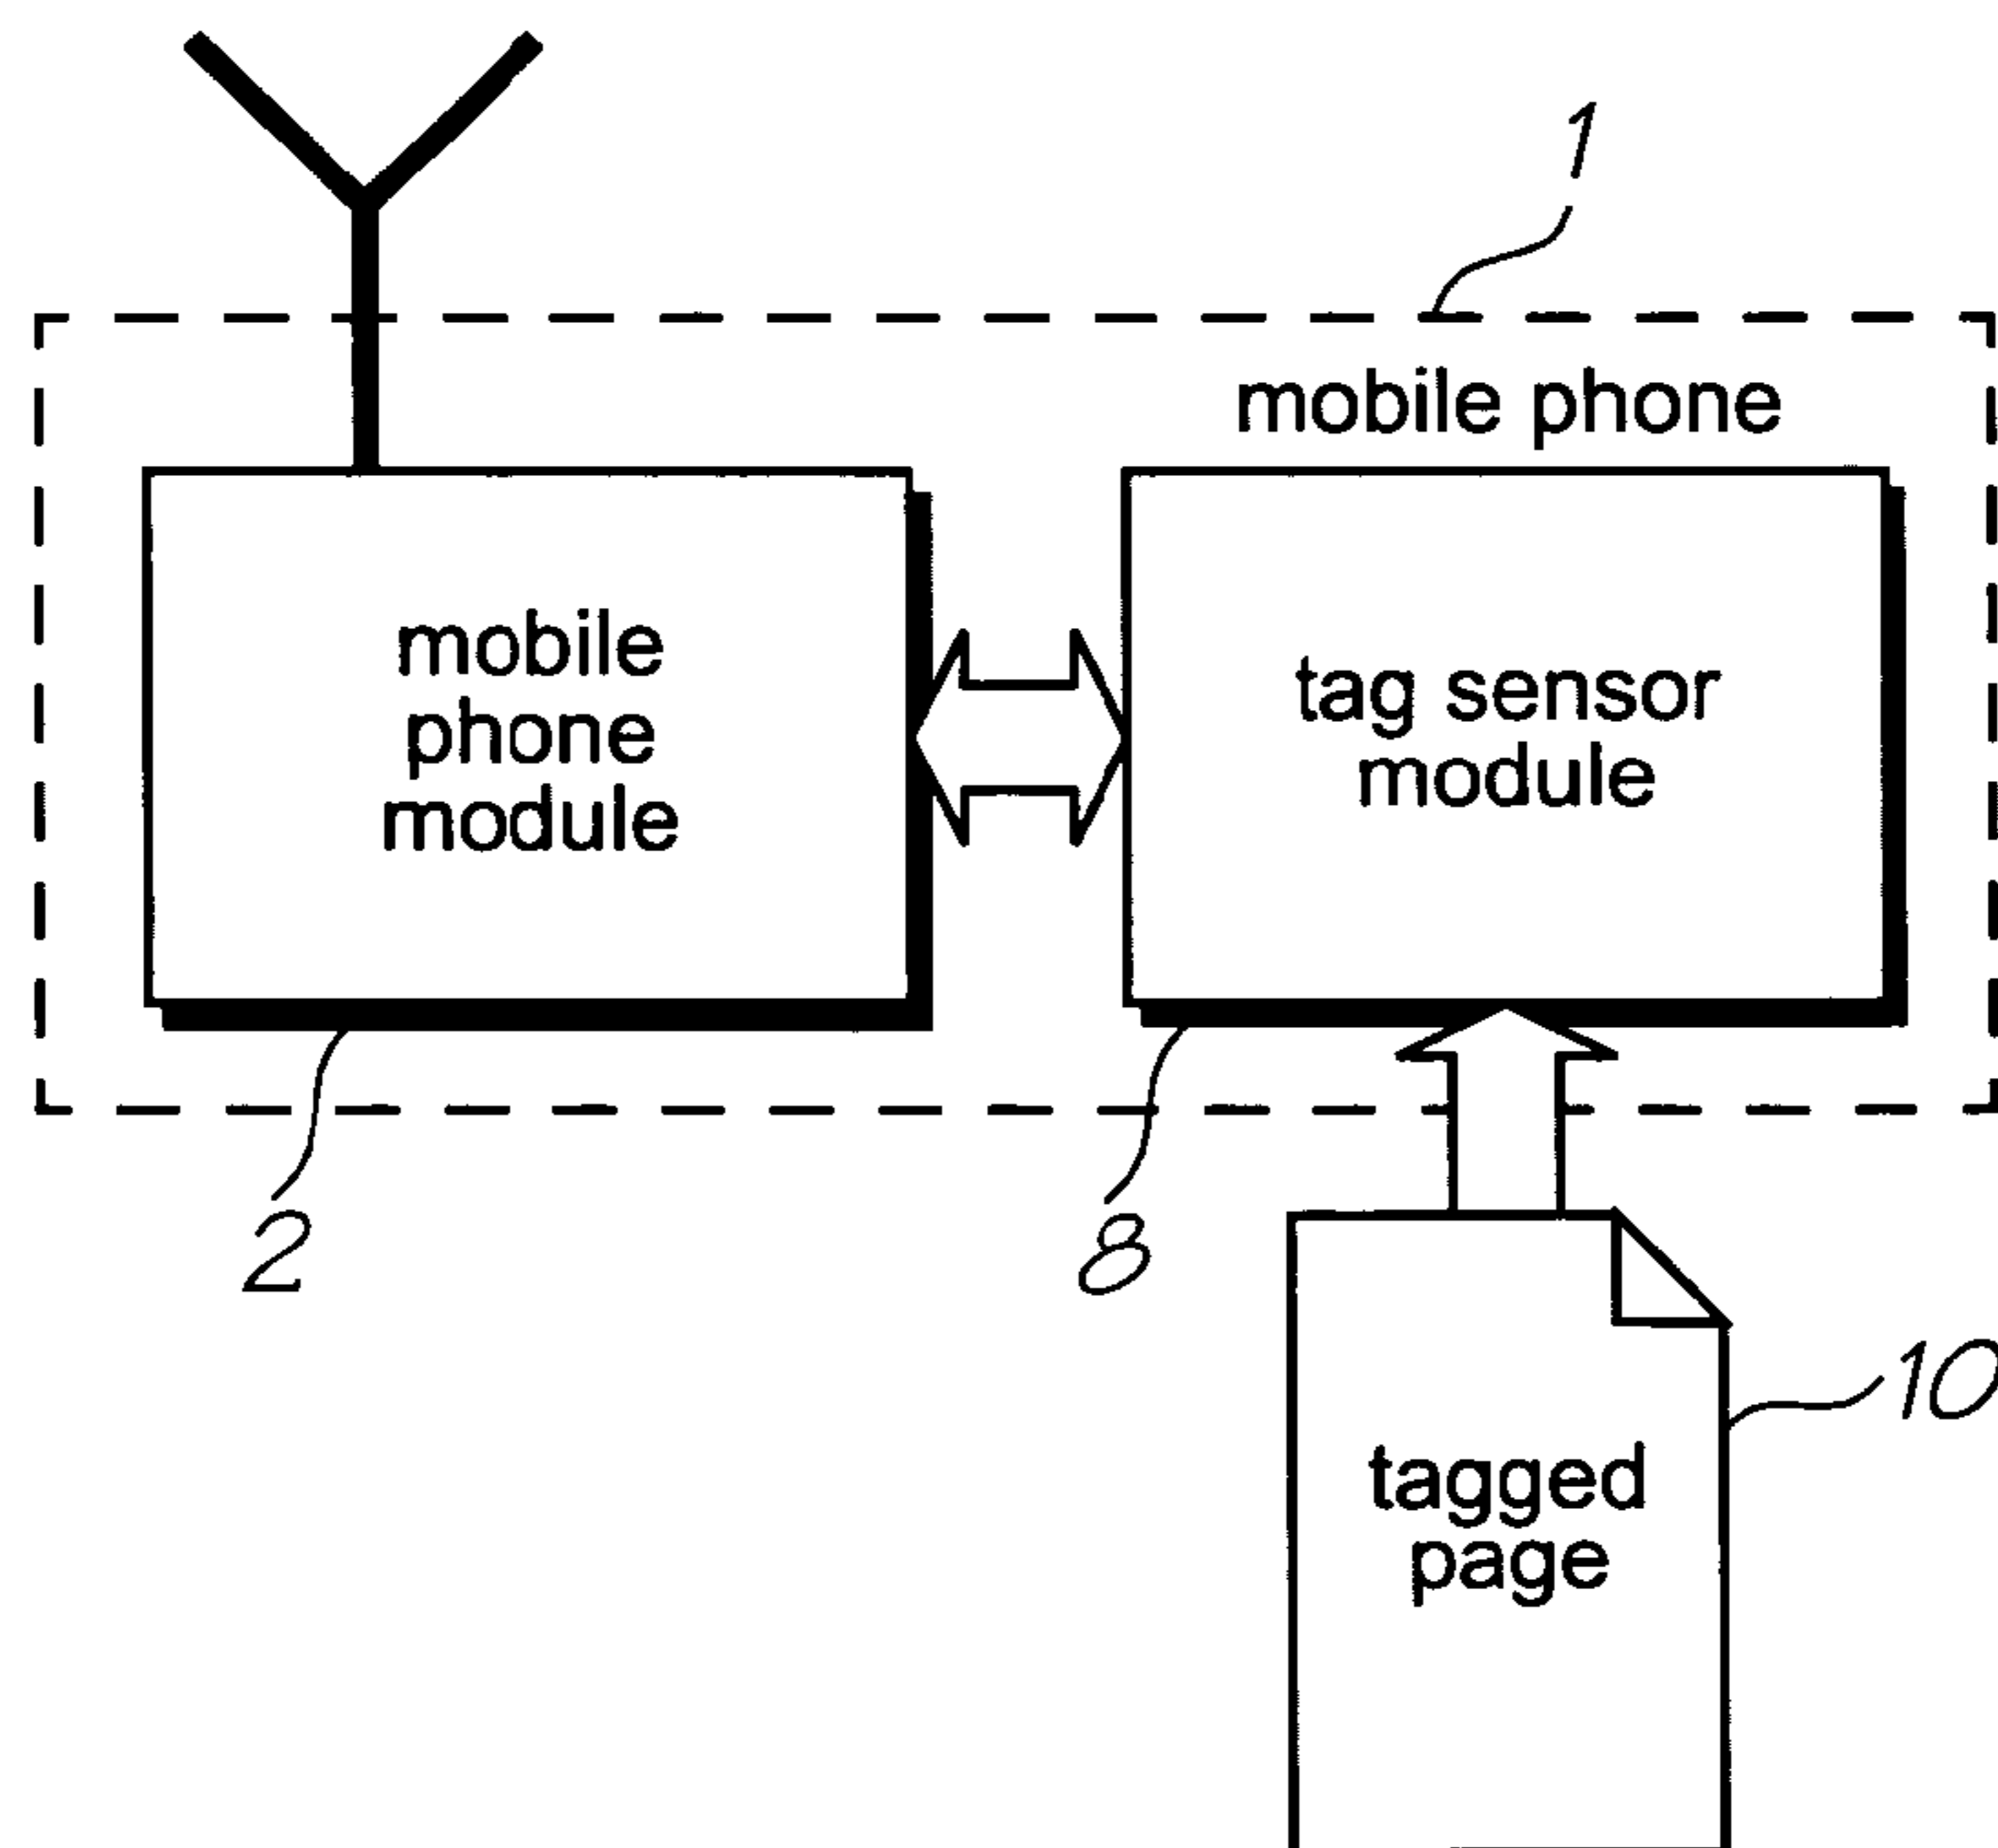 1
mobile phone
mobile
phone
module
tag sensor
module
2
8
10
tagged
page